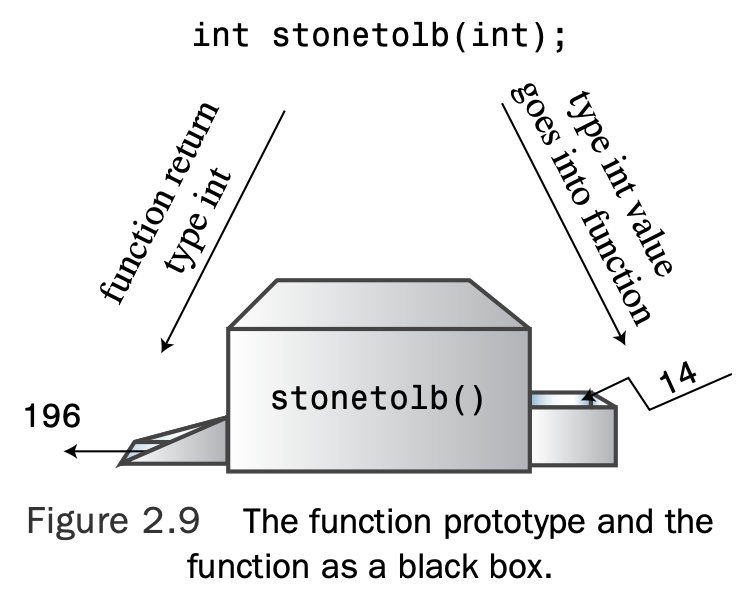 int stonetolb(int);
function return
type int
type int value
goes into function
stonetolb()
14
196
Figure 2.9 The function prototype and the
function as a black box.